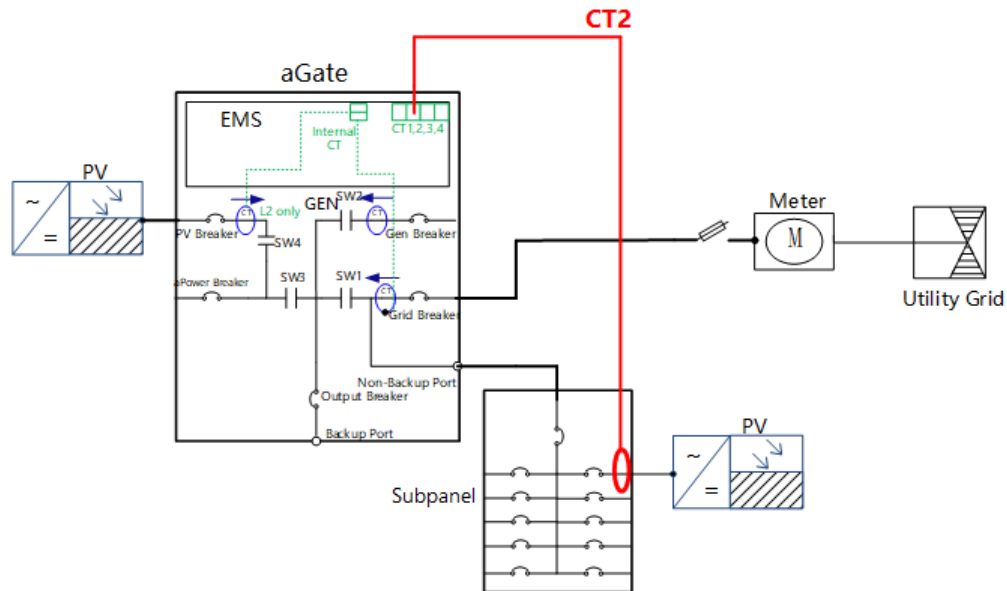 CT2
aGate
EMS
Internal
CT
CT1,2,3,4
PV
~
=
CT
L2 only
PV Breaker
SW4
GEN
SW2
CT
Gen Breaker
Meter
M
Utility Grid
aPower Breaker
SW3
SW1
CT
Grid Breaker
Non-Backup Port
Output Breaker
Backup Port
Subpanel
PV
~
=